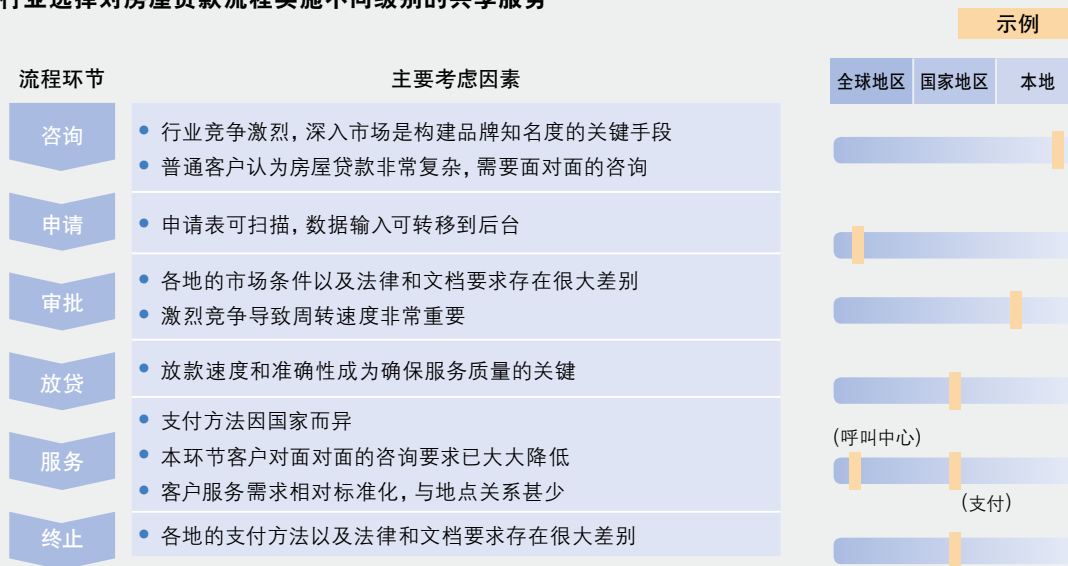 行业选择对房屋贷款流程实施不同级别的共享服务
示例
流程环节
主要考虑因素
全球地区
国家地区
本地
咨询
• 行业竞争激烈，深入市场是构建品牌知名度的关键手段
• 普通客户认为房屋贷款非常复杂，需要面对面的咨询
申请
• 申请表可扫描，数据输入可转移到后台
审批
• 各地的市场条件以及法律和文档要求存在很大差别
• 激烈竞争导致周转速度非常重要
放贷
• 放款速度和准确性成为确保服务质量的关键
服务
• 支付方法因国家而异
• 本环节客户对面对面的咨询要求已大大降低
• 客户服务需求相对标准化，与地点关系甚少
(呼叫中心)
(支付)
终止
• 各地的支付方法以及法律和文档要求存在很大差别